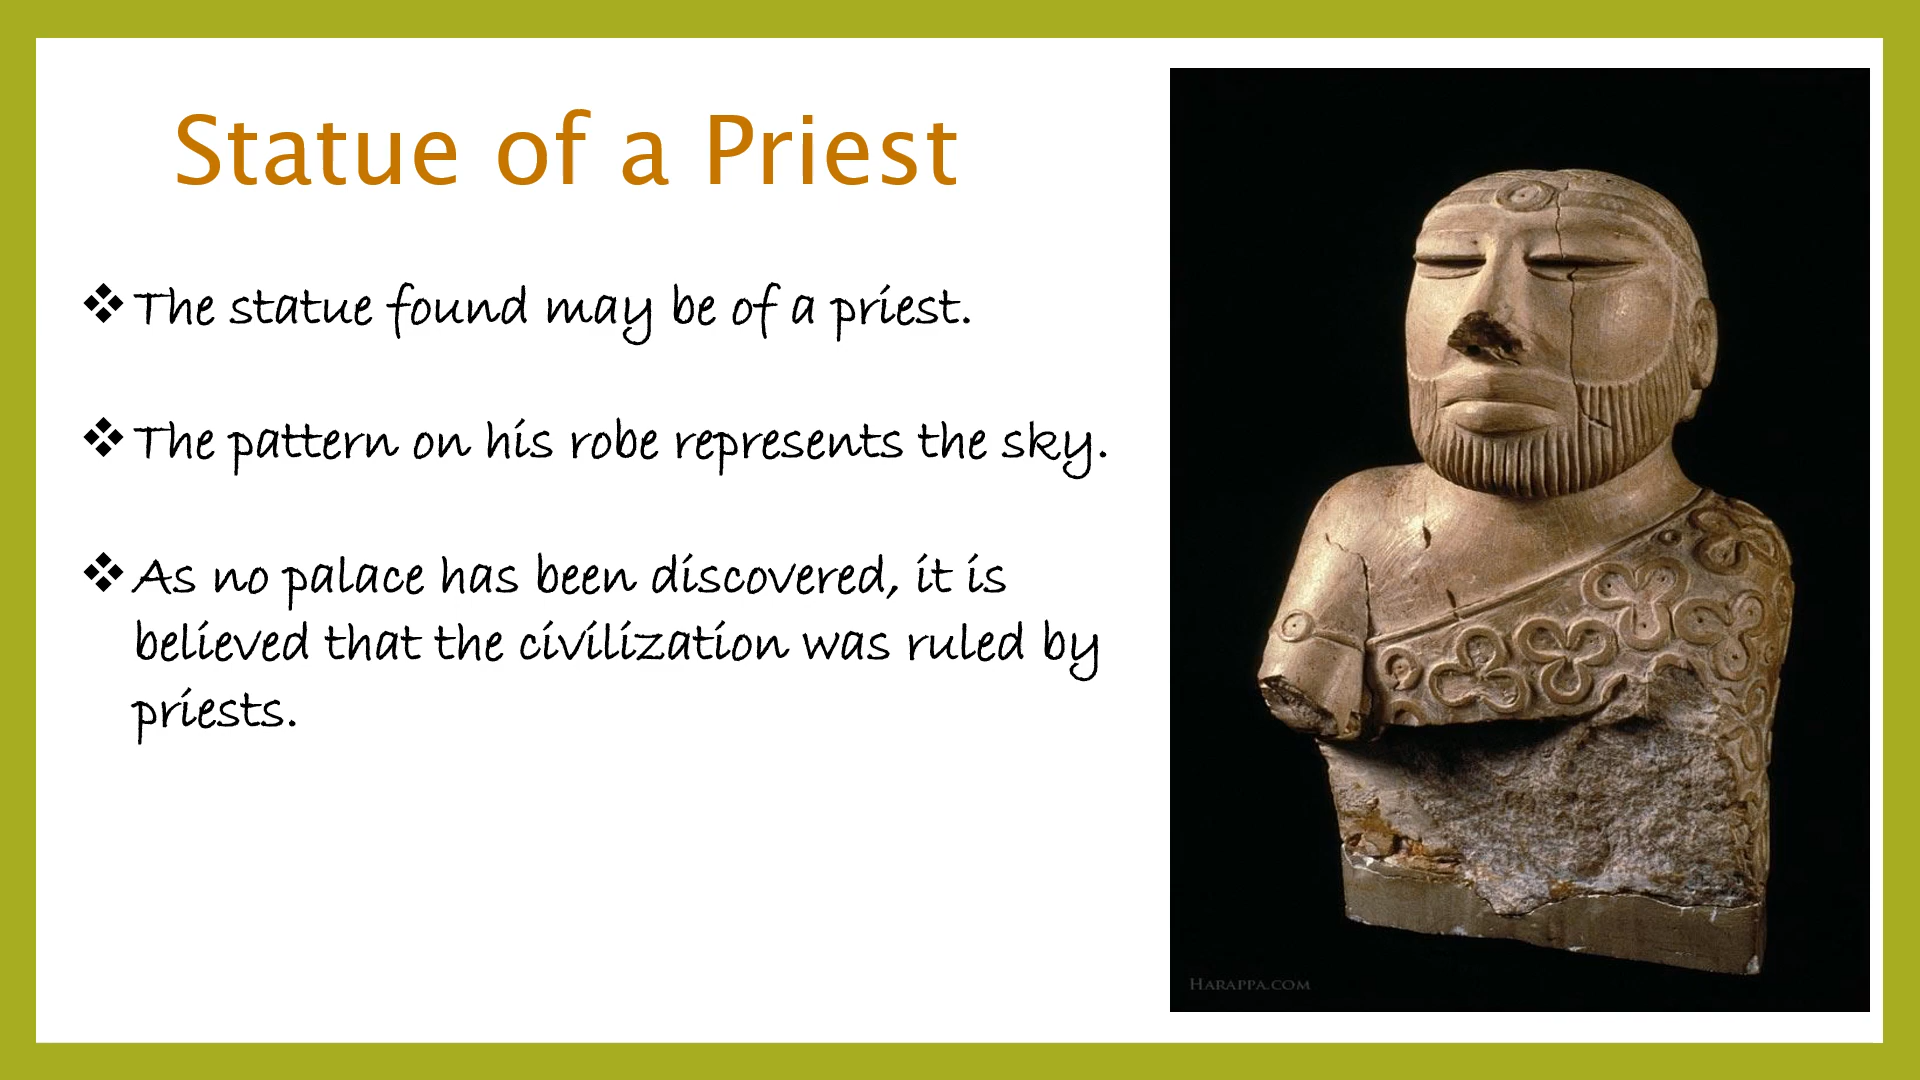 Statue of a Priest
❖ The statue found may be of a priest.
❖ The pattern on his robe represents the sky.
❖ As no palace has been discovered, it is
believed that the civilization was ruled by
priests.
HARAPPA.COM